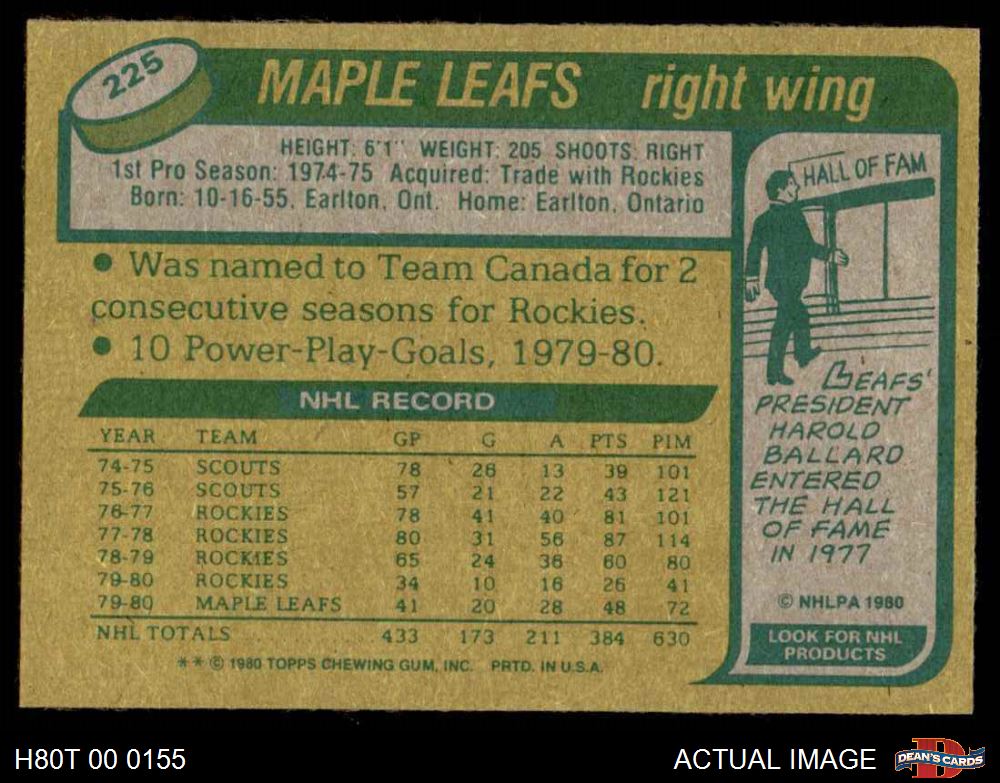 225
MAPLE LEAFS right wing
HEIGHT: 6'1" WEIGHT: 205 SHOOTS: RIGHT
1st Pro Season: 1974-75 Acquired: Trade with Rockies
Born: 10-16-55, Earlton, Ont. Home: Earlton, Ontario
• Was named to Team Canada for 2
consecutive seasons for Rockies.
• 10 Power-Play-Goals, 1979-80.
NHL RECORD
YEAR TEAM GP G A PTS PIM
74-75 SCOUTS 78 26 13 39 101
75-76 SCOUTS 57 21 22 43 121
76-77 ROCKIES 78 41 40 81 101
77-78 ROCKIES 80 31 56 87 114
78-79 ROCKIES 65 24 36 60 80
79-80 ROCKIES 34 10 16 26 41
79-80 MAPLE LEAFS 41 20 28 48 72
NHL TOTALS 433 173 211 384 630
** © 1980 TOPPS CHEWING GUM, INC. PRTD. IN U.S.A.
HALL OF FAM
LEAFS'
PRESIDENT
HAROLD
BALLARD
ENTERED
THE HALL
OF FAME
IN 1977
© NHLPA 1980
LOOK FOR NHL
PRODUCTS
H80T 00 0155
ACTUAL IMAGE
DEAN'S CARDS